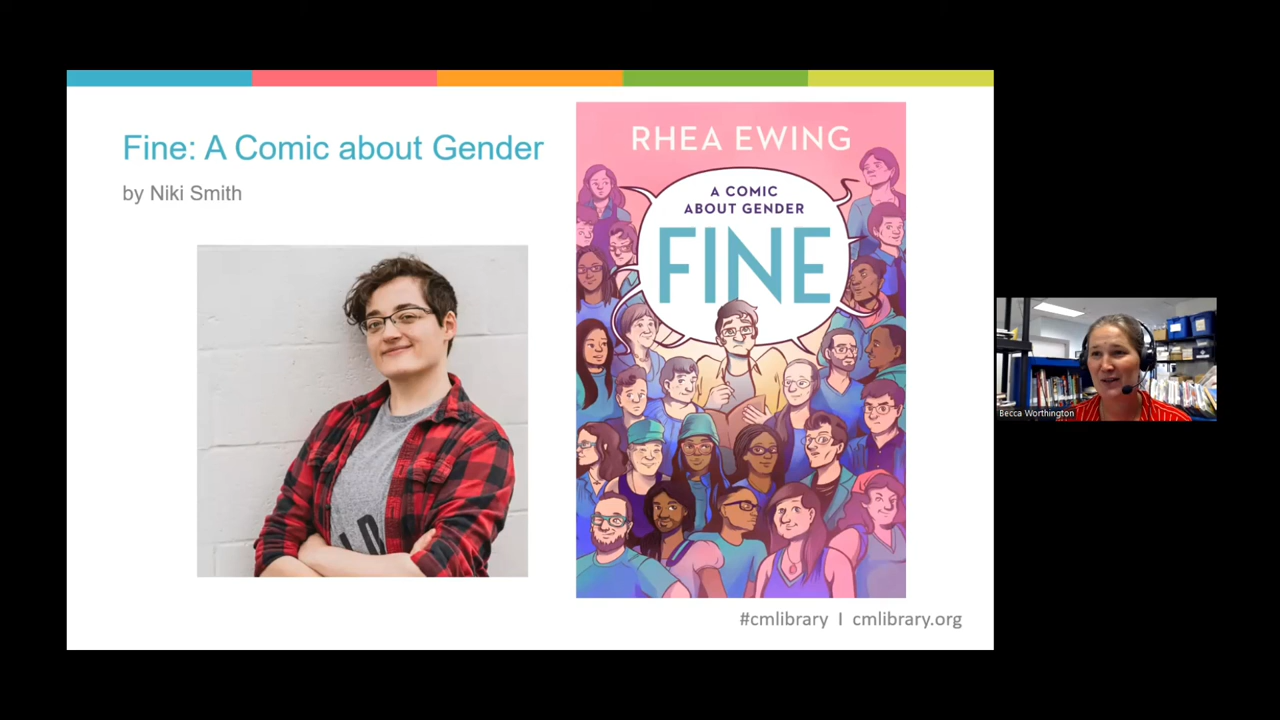 Fine: A Comic about Gender
by Niki Smith
RHEA EWING
A COMIC
ABOUT GENDER
FINE
#cmlibrary I cmlibrary.org
Becca Worthington